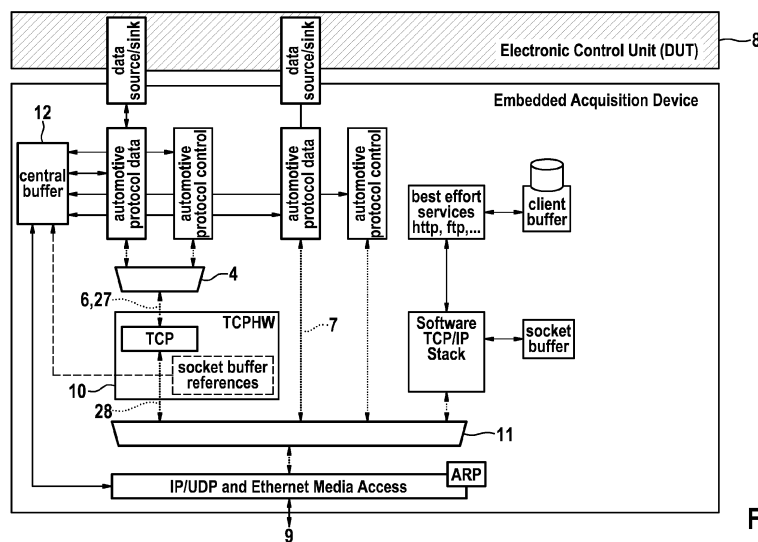 Electronic Control Unit (DUT)
8
data
source/sink
data
source/sink
Embedded Acquisition Device
12
central
buffer
automotive
protocol data
automotive
protocol control
automotive
protocol data
automotive
protocol control
best effort
services
http, ftp,...
client
buffer
4
6,27
7
TCPHW
TCP
socket buffer
references
10
28
Software
TCP/IP
Stack
socket
buffer
11
ARP
IP/UDP and Ethernet Media Access
9
F